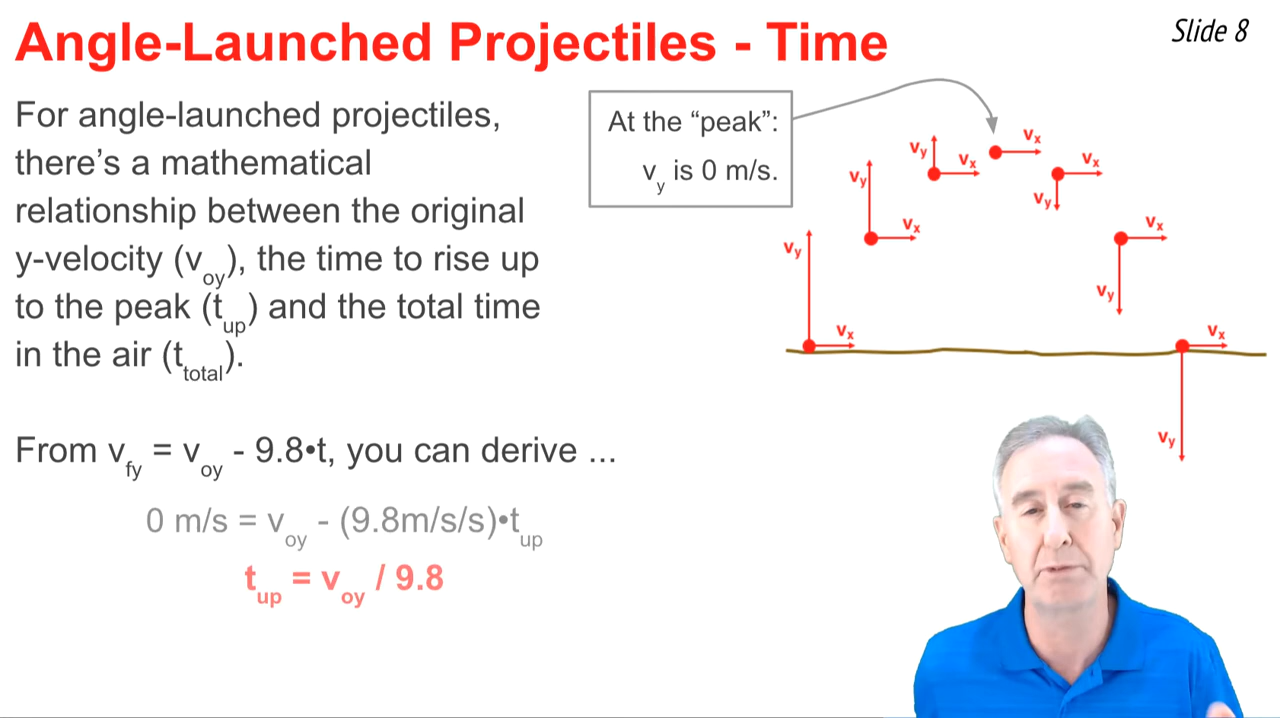 Angle-Launched Projectiles - Time
Slide 8
For angle-launched projectiles,
there's a mathematical
relationship between the original
y-velocity (voy), the time to rise up
to the peak (tup) and the total time
in the air (ttotal).
At the “peak”:
vy is 0 m/s.
From vfy = voy - 9.8•t, you can derive ...
0 m/s = voy - (9.8m/s/s)•tup
tup = voy / 9.8
vy
vx
vy
vx
vy
vx
vx
vx
vy
vx
vy
vx
vy